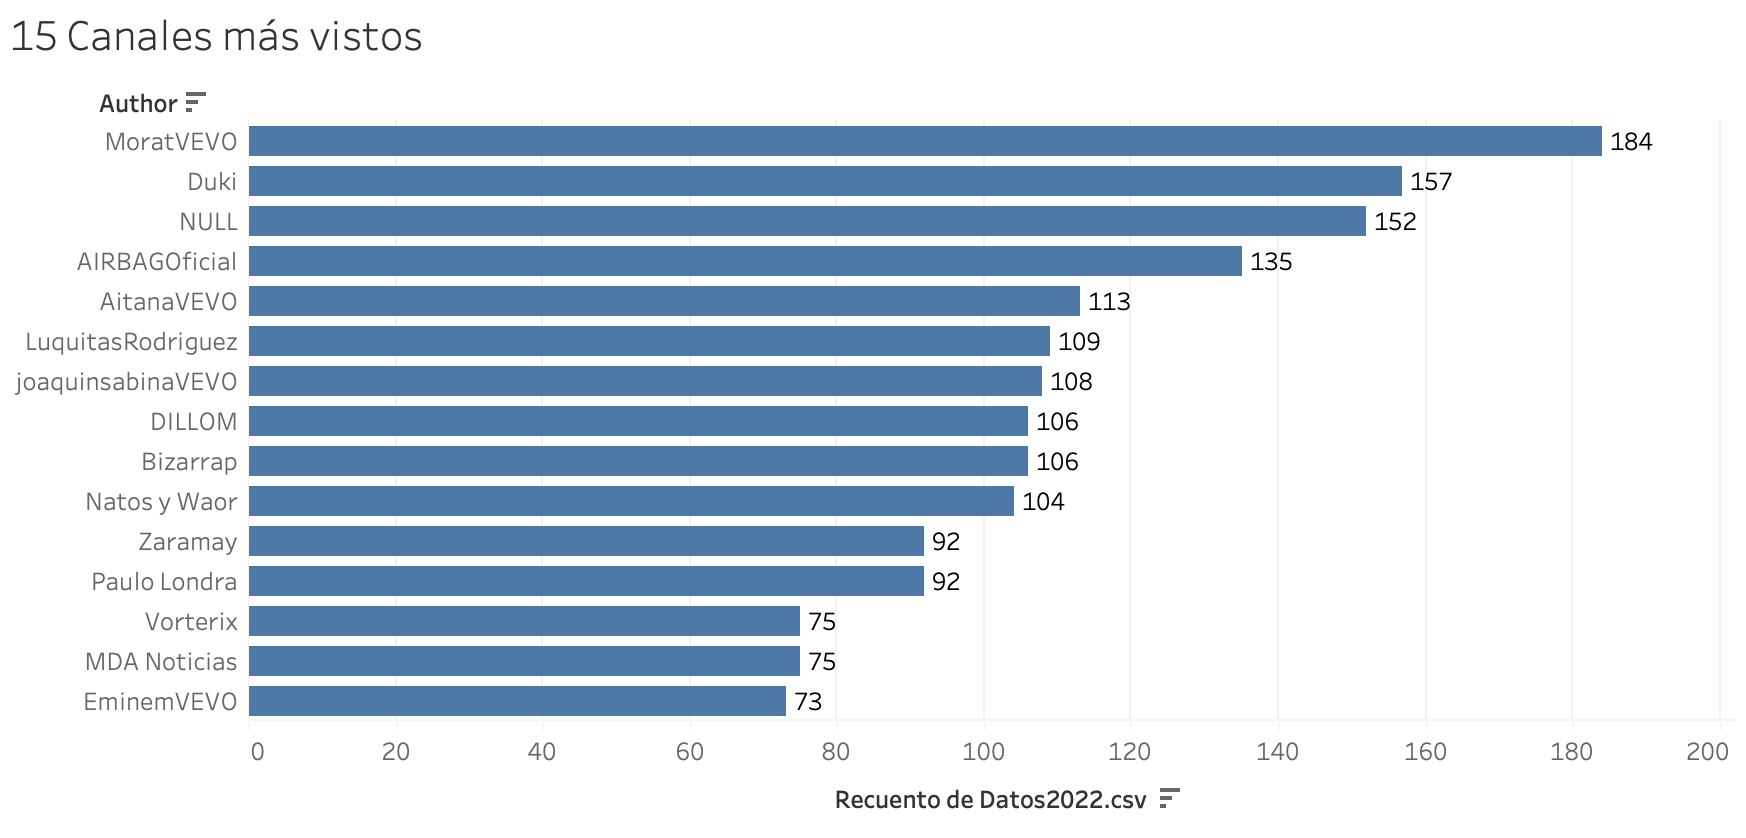 15 Canales más vistos
Author
MoratVEVO 184
Duki 157
NULL 152
AIRBAGOficial 135
AitanaVEVO 113
LuquitasRodriguez 109
joaquinsabinaVEVO 108
DILLOM 106
Bizarrap 106
Natos y Waor 104
Zaramay 92
Paulo Londra 92
Vorterix 75
MDA Noticias 75
EminemVEVO 73
0 20 40 60 80 100 120 140 160 180 200
Recuento de Datos2022.csv